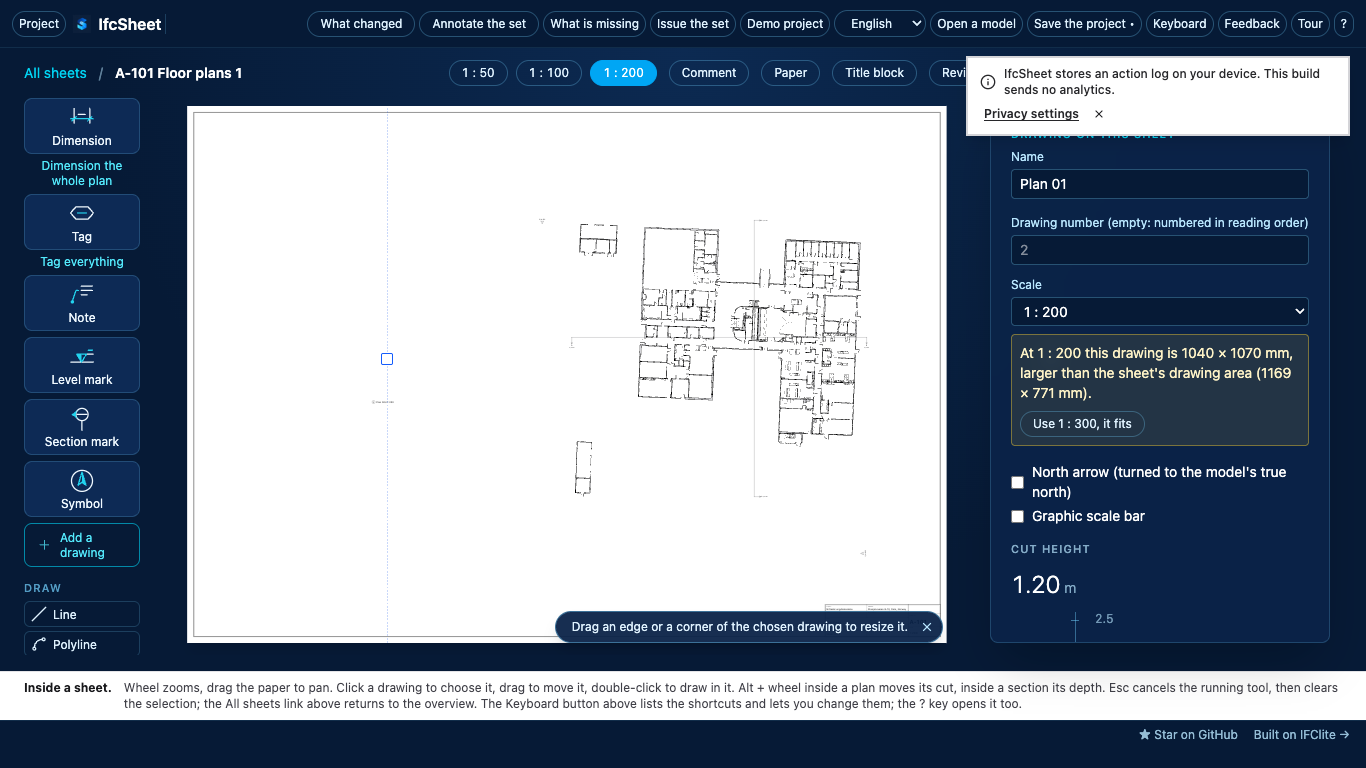 Project
IfcSheet
What changed
Annotate the set
What is missing
Issue the set
Demo project
English
Open a model
Save the project •
Keyboard
Feedback
Tour
?
All sheets / A-101 Floor plans 1
1 : 50
1 : 100
1 : 200
Comment
Paper
Title block
IfcSheet stores an action log on your device. This build
sends no analytics.
Privacy settings ×
Dimension
Dimension the
whole plan
Tag
Tag everything
Note
Level mark
Section mark
Symbol
+ Add a
drawing
DRAW
Line
Polyline
Drag an edge or a corner of the chosen drawing to resize it. ×
Name
Plan 01
Drawing number (empty: numbered in reading order)
2
Scale
1 : 200
At 1 : 200 this drawing is 1040 × 1070 mm,
larger than the sheet's drawing area (1169
× 771 mm).
Use 1 : 300, it fits
North arrow (turned to the model's true
north)
Graphic scale bar
CUT HEIGHT
1.20 m
2.5
Inside a sheet. Wheel zooms, drag the paper to pan. Click a drawing to choose it, drag to move it, double-click to draw in it. Alt + wheel inside a plan moves its cut, inside a section its depth. Esc cancels the running tool, then clears
the selection; the All sheets link above returns to the overview. The Keyboard button above lists the shortcuts and lets you change them; the ? key opens it too.
★ Star on GitHub
Built on IFClite →